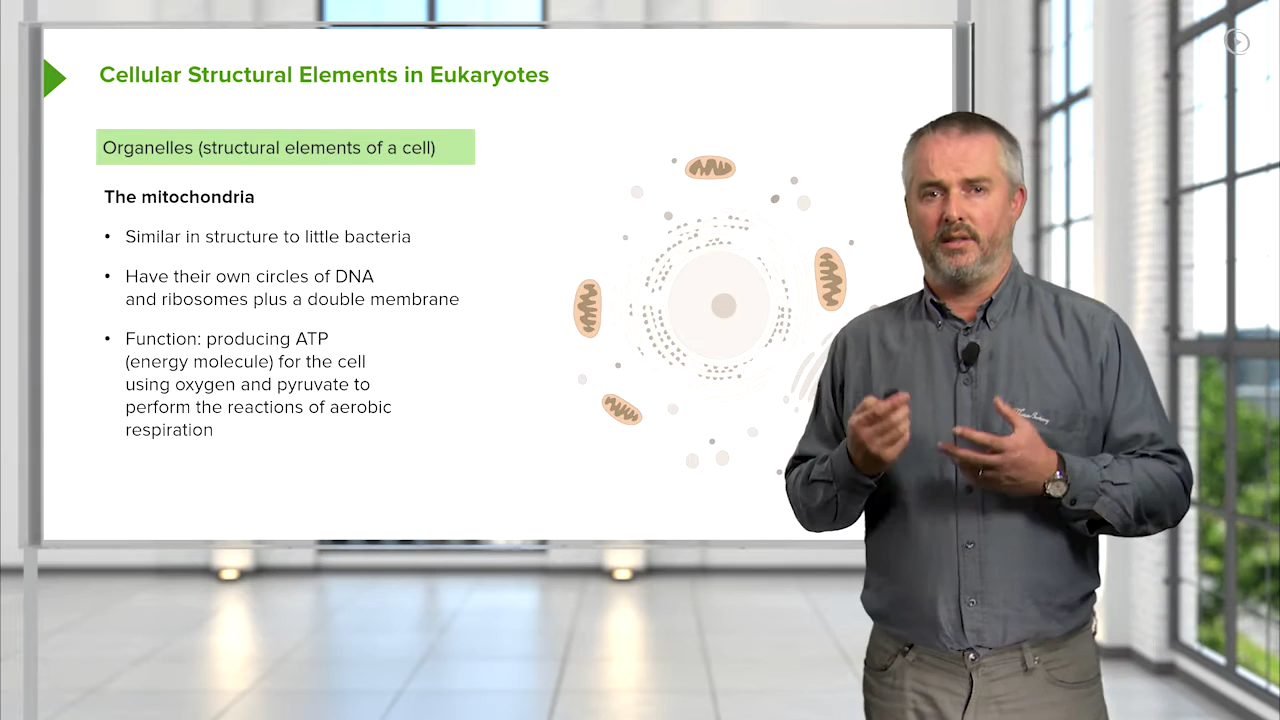 Cellular Structural Elements in Eukaryotes
Organelles (structural elements of a cell)
The mitochondria
• Similar in structure to little bacteria
• Have their own circles of DNA
and ribosomes plus a double membrane
• Function: producing ATP
(energy molecule) for the cell
using oxygen and pyruvate to
perform the reactions of aerobic
respiration